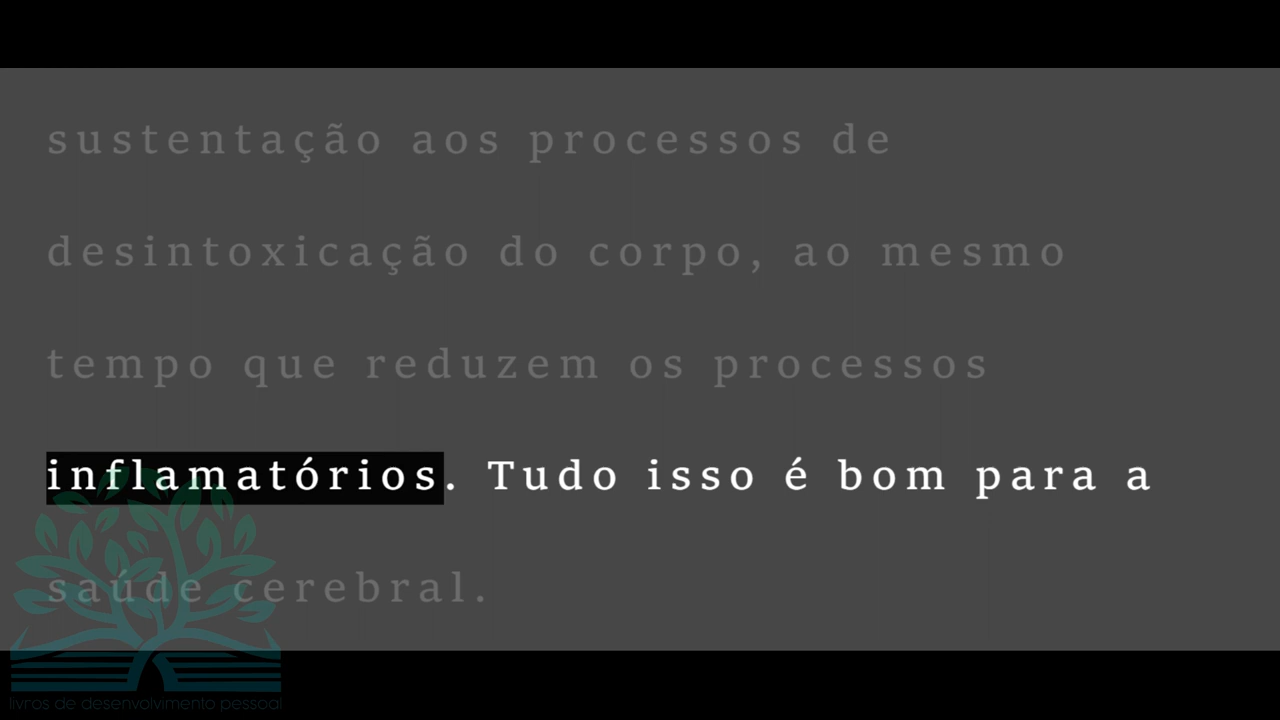 sustentação aos processos de
desintoxicação do corpo, ao mesmo
tempo que reduzem os processos
inflamatórios. Tudo isso é bom para a
saúde cerebral.
livros de desenvolvimento pessoal